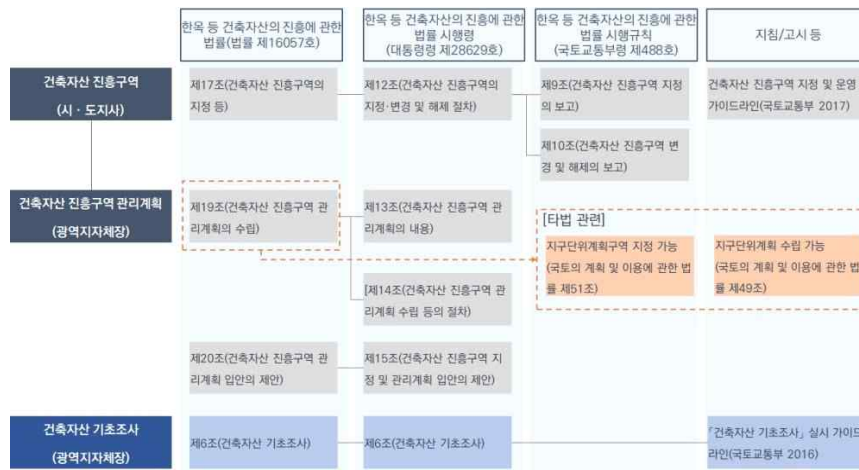 한옥 등 건축자산의 진흥에 관한
법률(법률 제16057호)
한옥 등 건축자산의 진흥에 관한
법률 시행령
(대통령령 제28629호)
한옥 등 건축자산의 진흥에 관한
법률 시행규칙
(국토교통부령 제488호)
지침/고시 등
건축자산 진흥구역
(시·도지사)
제17조(건축자산 진흥구역의
지정 등)
제12조(건축자산 진흥구역의
지정·변경 및 해제 절차)
제9조(건축자산 진흥구역 지정
의 보고)
건축자산 진흥구역 지정 및 운영
가이드라인(국토교통부 2017)
제10조(건축자산 진흥구역 변
경 및 해제의 보고)
건축자산 진흥구역 관리계획
(광역지자체장)
제19조(건축자산 진흥구역 관
리계획의 수립)
제13조(건축자산 진흥구역 관
리계획의 내용)
[타법 관련]
지구단위계획구역 지정 가능
(국토의 계획 및 이용에 관한 법
률 제51조)
지구단위계획 수립 가능
(국토의 계획 및 이용에 관한 법
률 제49조)
[제14조(건축자산 진흥구역 관
리계획 수립 등의 절차)
제20조(건축자산 진흥구역 관
리계획 입안의 제안)
제15조(건축자산 진흥구역 지
정 및 관리계획 입안의 제안)
건축자산 기초조사
(광역지자체장)
제6조(건축자산 기초조사)
제6조(건축자산 기초조사)
「건축자산 기초조사」 실시 가이드
라인(국토교통부 2016)